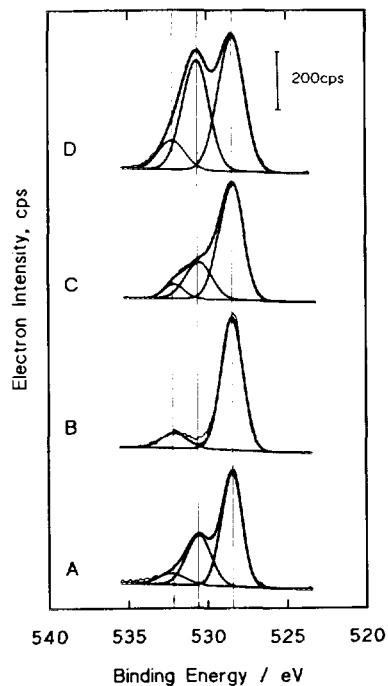 200cps
D
C
B
A
Electron Intensity, cps
540 535 530 525 520
Binding Energy / eV